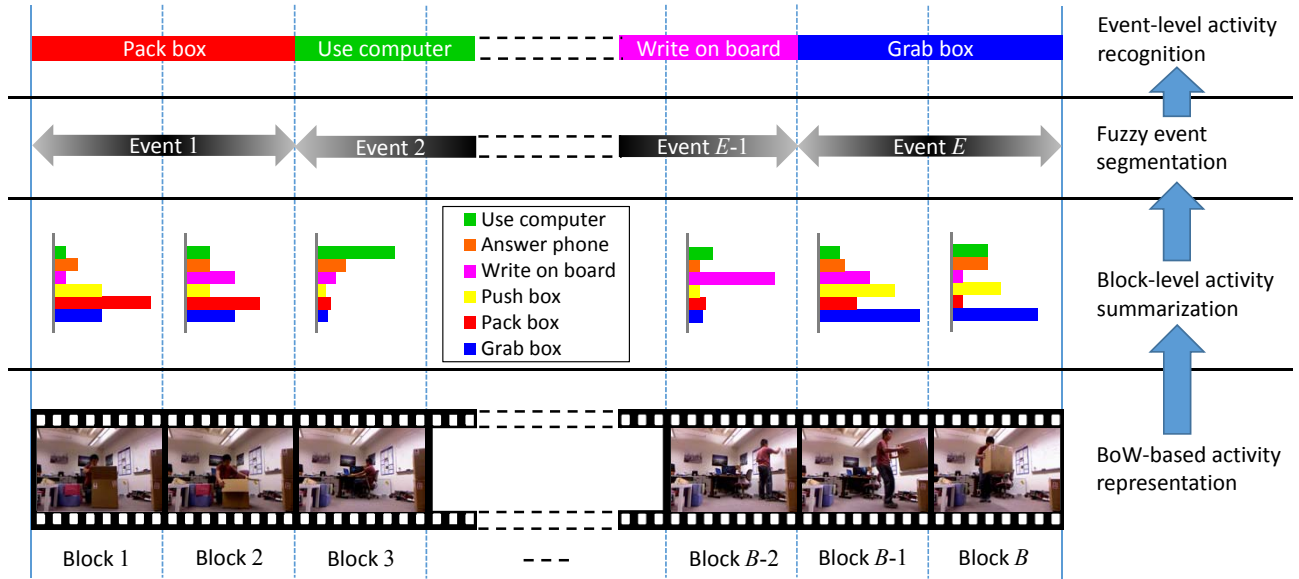 Pack box
Use computer
Write on board
Grab box
Event-level activity
recognition
Event 1
Event 2
Event E-1
Event E
Fuzzy event
segmentation
Use computer
Answer phone
Write on board
Push box
Pack box
Grab box
Block-level activity
summarization
BoW-based activity
representation
Block 1
Block 2
Block 3
Block B-2
Block B-1
Block B